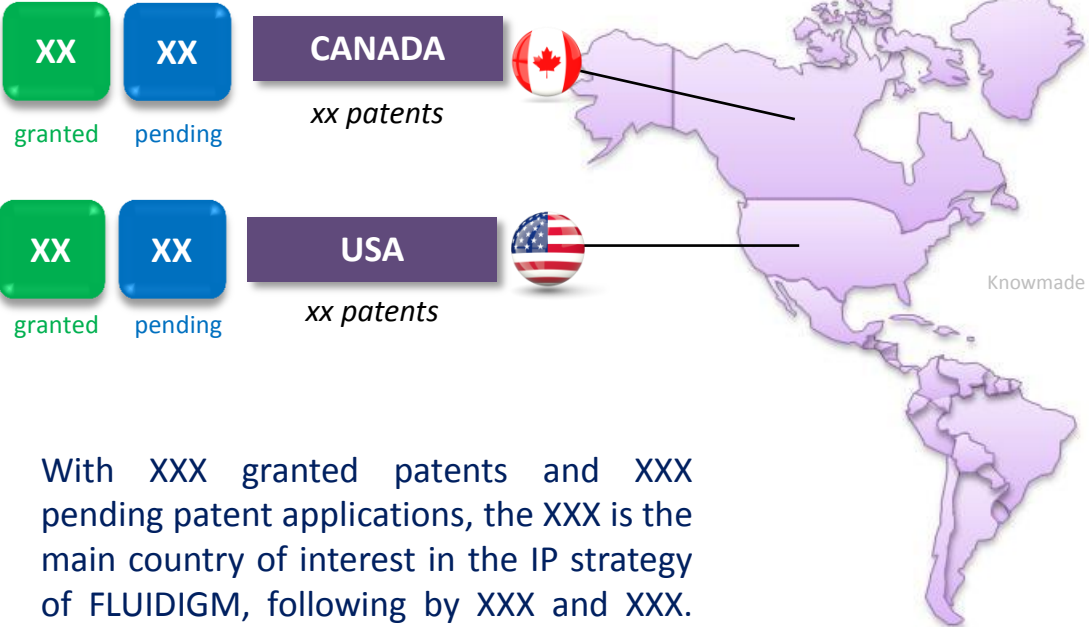 XX XX CANADA
granted pending xx patents
XX XX USA
granted pending xx patents
Knowmade
With XXX granted patents and XXX
pending patent applications, the XXX is the
main country of interest in the IP strategy
of FLUIDIGM, following by XXX and XXX.